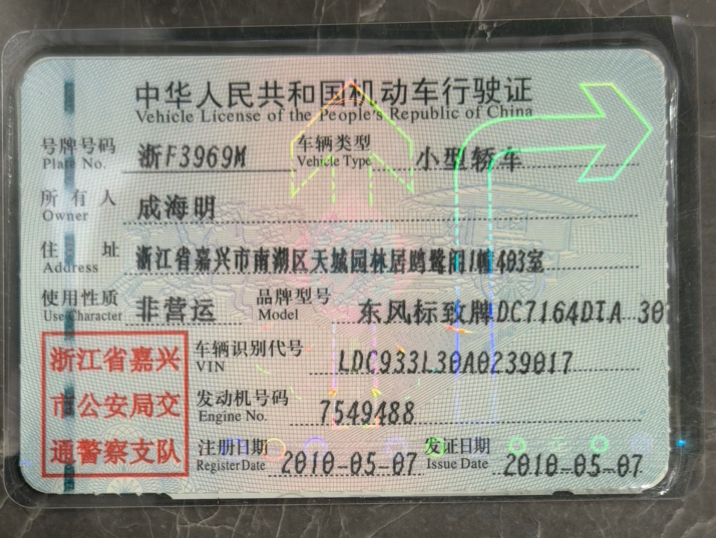 中华人民共和国机动车行驶证
Vehicle License of the People's Republic of China
号牌号码 浙F3969M 车辆类型 小型轿车
Plate No. Vehicle Type
所有人 成海明
Owner
住址 浙江省嘉兴市南湖区天城园林居鹂鹭阁1幢403室
Address
使用性质 非营运 品牌型号 东风标致牌DC7164DTA 30
Use Character Model
浙江省嘉兴
市公安局交
通警察支队
车辆识别代号 LDC933L30A0239017
VIN
发动机号码 7549488
Engine No.
注册日期 2010-05-07 发证日期 2010-05-07
Register Date Issue Date